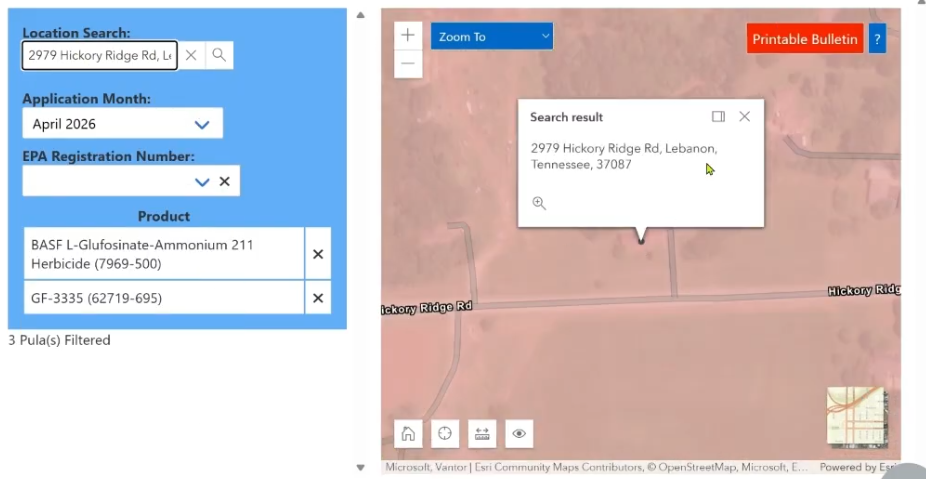 Location Search:
2979 Hickory Ridge Rd, Le
Application Month:
April 2026
EPA Registration Number:
Product
BASF L-Glufosinate-Ammonium 211
Herbicide (7969-500)
GF-3335 (62719-695)
3 Pula(s) Filtered
Zoom To
Printable Bulletin
?
Search result
2979 Hickory Ridge Rd, Lebanon,
Tennessee, 37087
ickory Ridge Rd
Hickory Ridg
Microsoft, Vantor | Esri Community Maps Contributors, © OpenStreetMap, Microsoft, E...
Powered by Esri